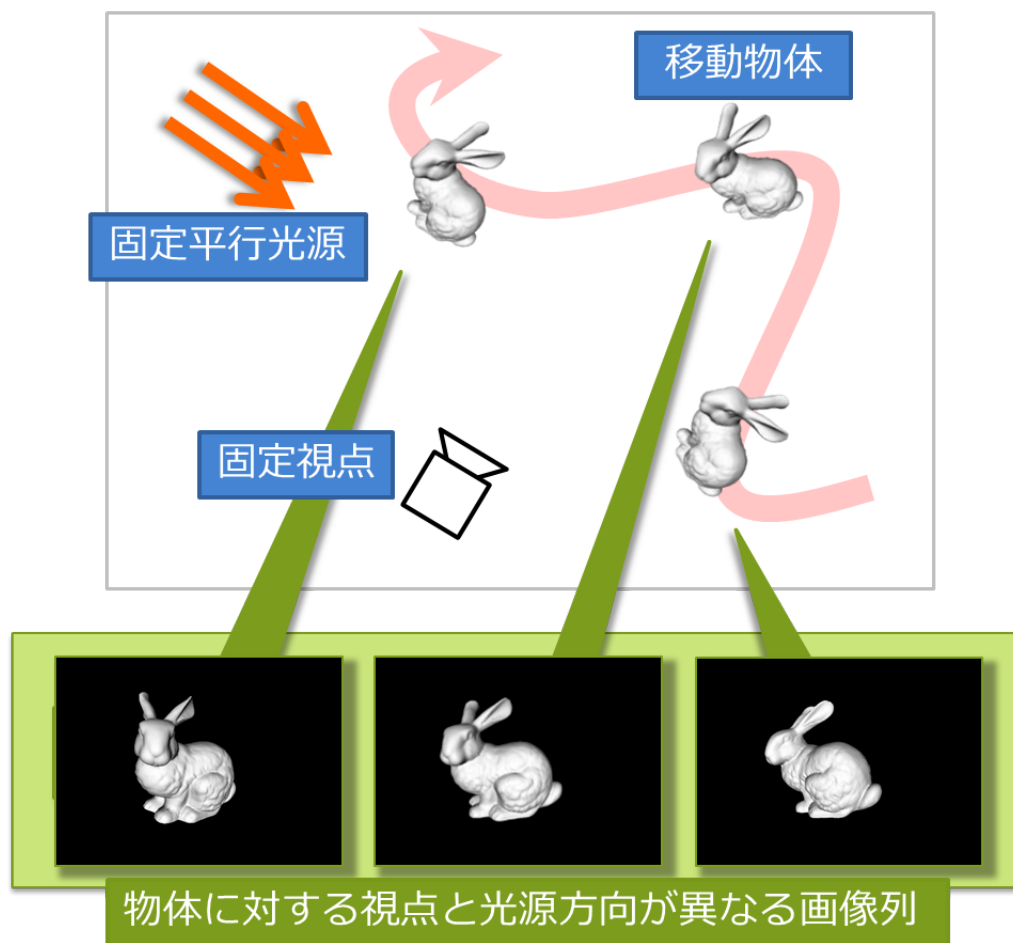 移動物体
固定平行光源
固定視点
物体に対する視点と光源方向が異なる画像列